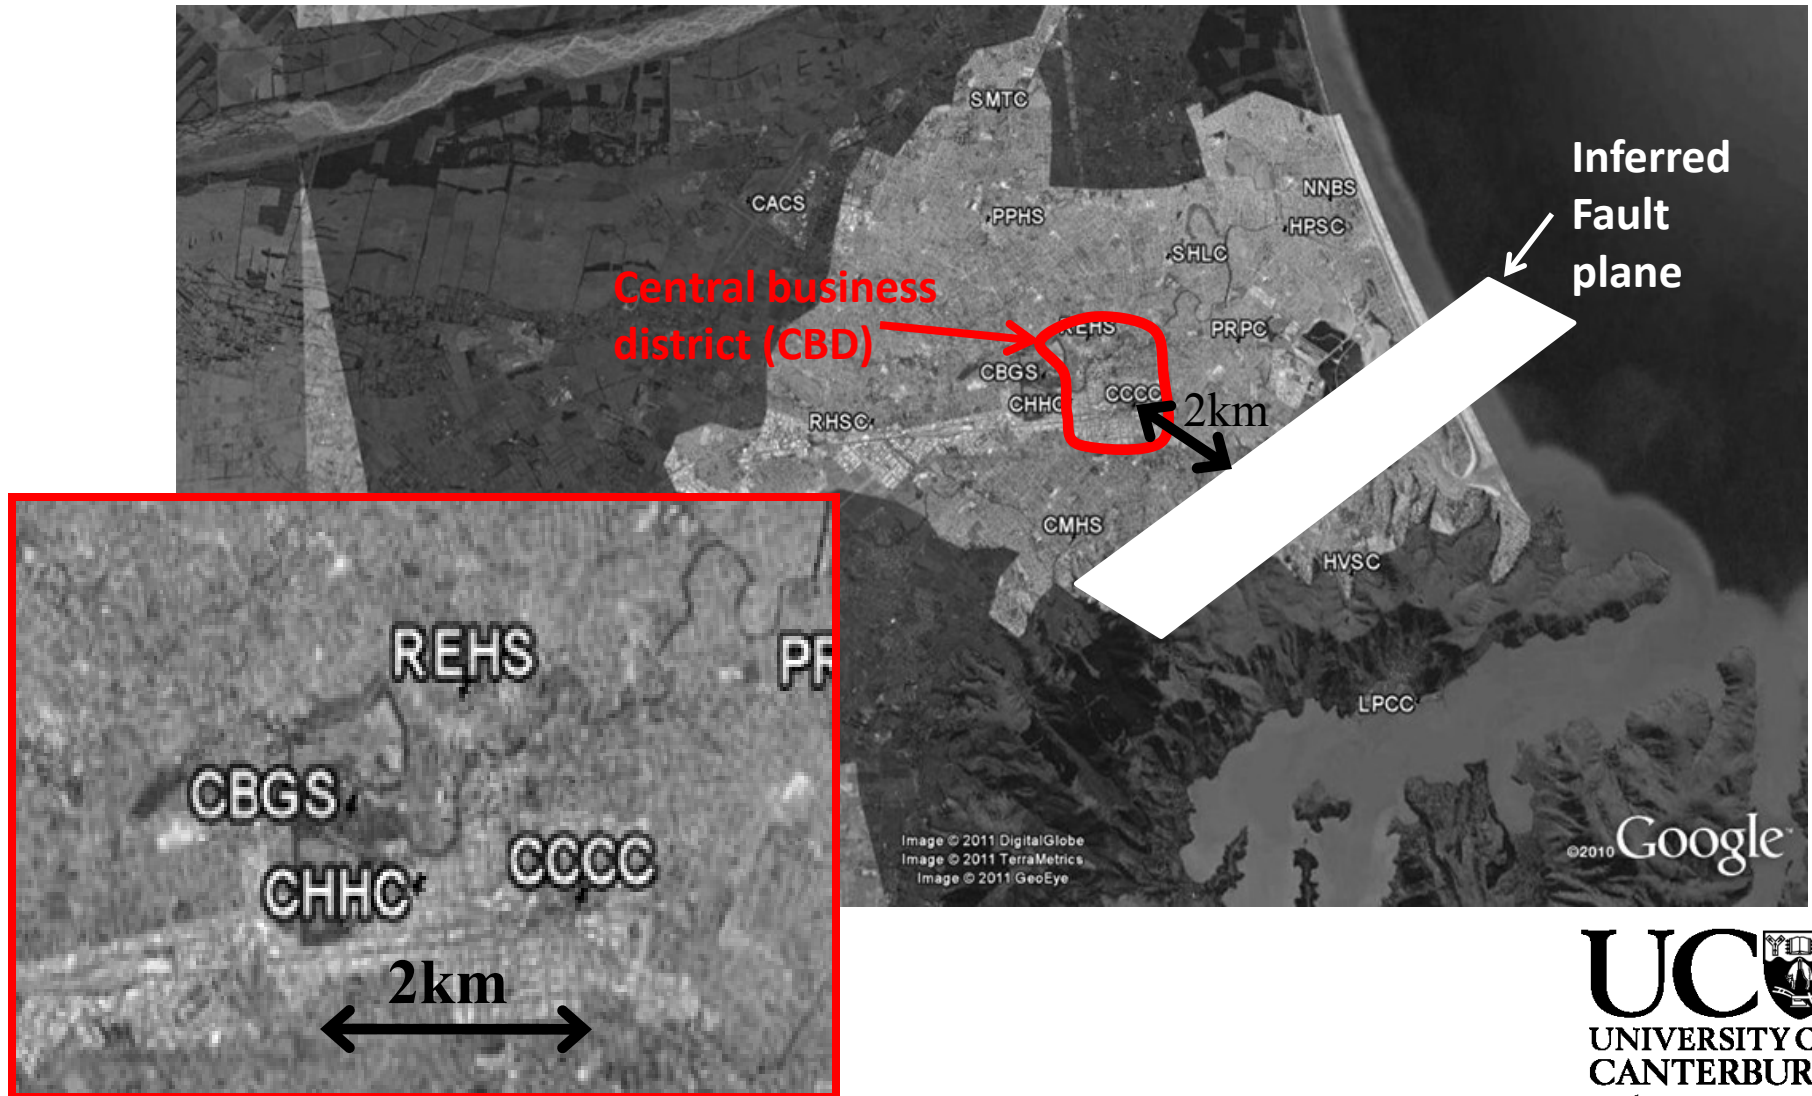 SMTC
Inferred
Fault
plane
NNBS
CACS
PPHS
HPSC
SHLC
Central business
district (CBD)
REHS
PRPC
CBGS
CCCC
CHHC
2km
RHSC
CMHS
HVSC
LPCC
REHS
PR
CBGS
CCCC
CHHC
2km
Image © 2011 DigitalGlobe
Image © 2011 TerraMetrics
Image © 2011 GeoEye
©2010 Google
UC
UNIVERSITY O
CANTERBUR